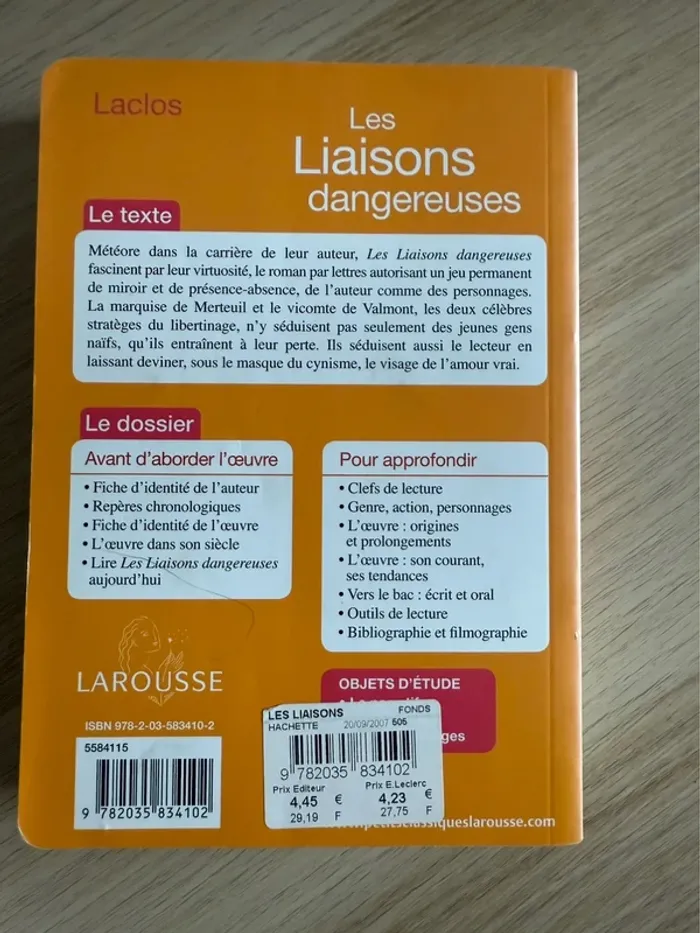 Laclos
Les
Liaisons
dangereuses
Le texte
Météore dans la carrière de leur auteur, Les Liaisons dangereuses
fascinent par leur virtuosité, le roman par lettres autorisant un jeu permanent
de miroir et de présence-absence, de l'auteur comme des personnages.
La marquise de Merteuil et le vicomte de Valmont, les deux célèbres
stratèges du libertinage, n'y séduisent pas seulement des jeunes gens
naïfs, qu'ils entraînent à leur perte. Ils séduisent aussi le lecteur en
laissant deviner, sous le masque du cynisme, le visage de l'amour vrai.
Le dossier
Avant d'aborder l'œuvre
• Fiche d'identité de l'auteur
• Repères chronologiques
• Fiche d'identité de l'œuvre
• L'œuvre dans son siècle
• Lire Les Liaisons dangereuses
aujourd'hui
Pour approfondir
• Clefs de lecture
• Genre, action, personnages
• L'œuvre : origines
et prolongements
• L'œuvre : son courant,
ses tendances
• Vers le bac : écrit et oral
• Outils de lecture
• Bibliographie et filmographie
LAROUSSE
ISBN 978-2-03-583410-2
5584115
9 782035 834102
OBJETS D'ÉTUDE
LES LIAISONS FONDS
HACHETTE 20/09/2007 505
9 782035 834102
Prix Editeur Prix E.Leclerc
4,45 € 4,23 €
29,19 F 27,75 F
classiqueslarousse.com